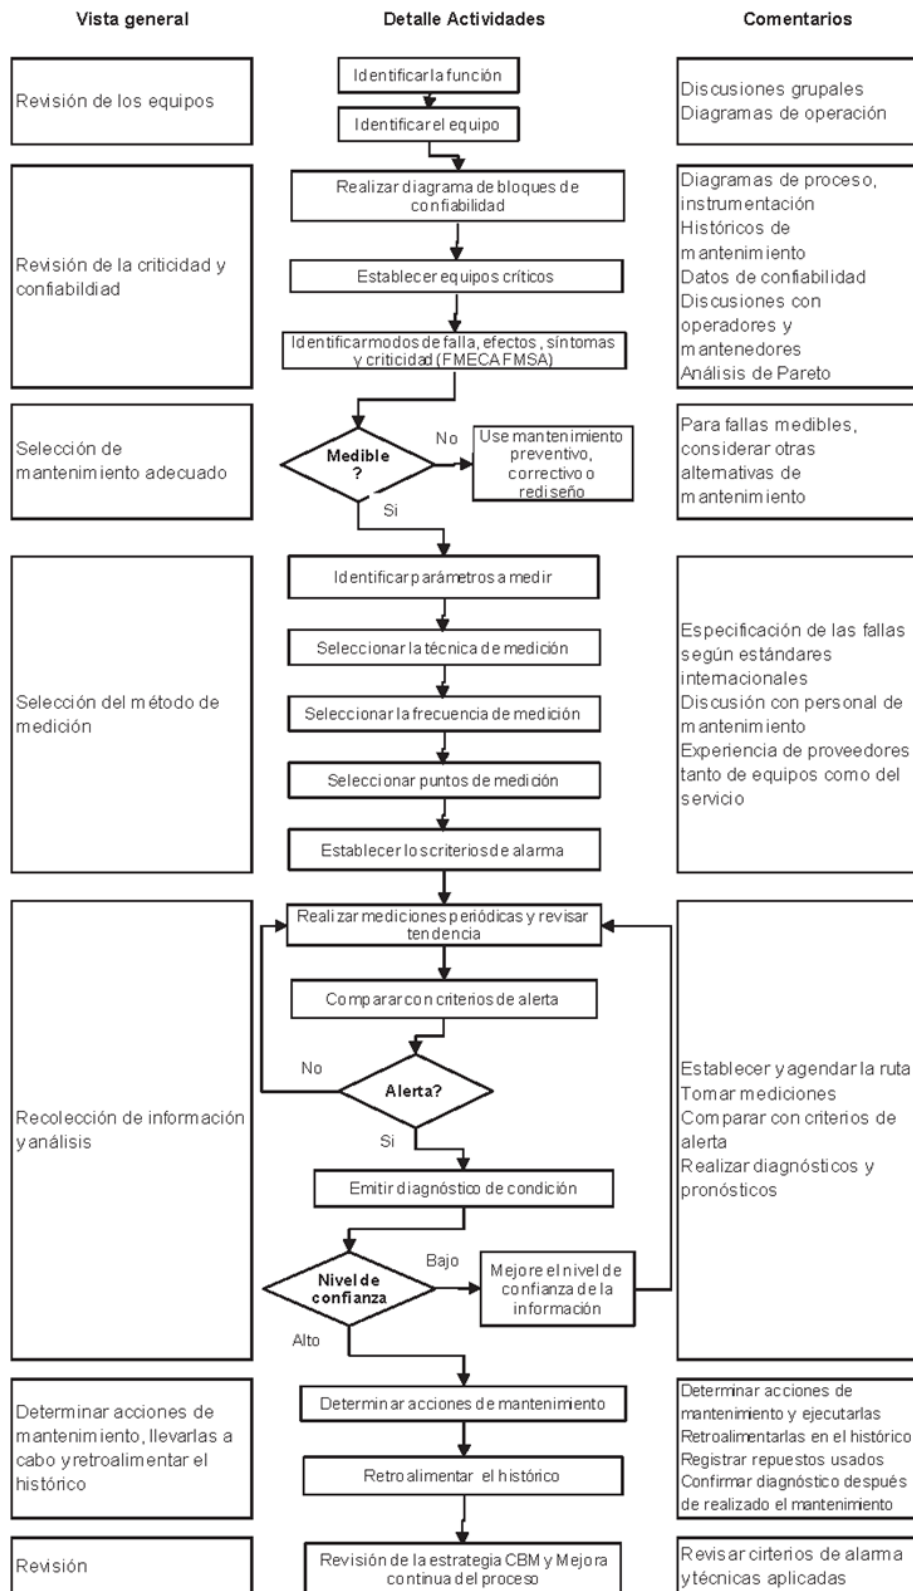 Vista general
Detalle Actividades
Comentarios
Revisión de los equipos
Identificar la función
Identificar el equipo
Discusiones grupales
Diagramas de operación
Revisión de la criticidad y
confiabildiad
Realizar diagrama de bloques de
confiabilidad
Establecer equipos críticos
Identificar modos de falla, efectos, síntomas
y criticidad (FMECA FMSA)
Diagramas de proceso,
instrumentación
Históricos de
mantenimiento
Datos de confiabilidad
Discusiones con
operadores y
mantenedores
Análisis de Pareto
Selección de
mantenimiento adecuado
Medible
?
No
Si
Use mantenimiento
preventivo,
correctivo o
rediseño
Para fallas medibles,
considerar otras
alternativas de
mantenimiento
Selección del método de
medición
Identificar parámetros a medir
Seleccionar la técnica de medición
Seleccionar la frecuencia de medición
Seleccionar puntos de medición
Establecer los criterios de alarma
Especificación de las fallas
según estándares
internacionales
Discusión con personal de
mantenimiento
Experiencia de proveedores
tanto de equipos como del
servicio
Recolección de información
y análisis
Realizar mediciones periódicas y revisar
tendencia
Comparar con criterios de alerta
No
Alerta?
Si
Emitir diagnóstico de condición
Nivel de
confianza
Bajo
Mejore el nivel de
confianza de la
información
Alto
Establecer y agendar la ruta
Tomar mediciones
Comparar con criterios de
alerta
Realizar diagnósticos y
pronósticos
Determinar acciones de
mantenimiento, llevarlas a
cabo y retroalimentar el
histórico
Determinar acciones de mantenimiento
Retroalimentar el histórico
Determinar acciones de
mantenimiento y ejecutarlas
Retroalimentarlas en el histórico
Registrar repuestos usados
Confirmar diagnóstico después
de realizado el mantenimiento
Revisión
Revisión de la estrategia CBM y Mejora
continua del proceso
Revisar cirterios de alarma
y técnicas aplicadas